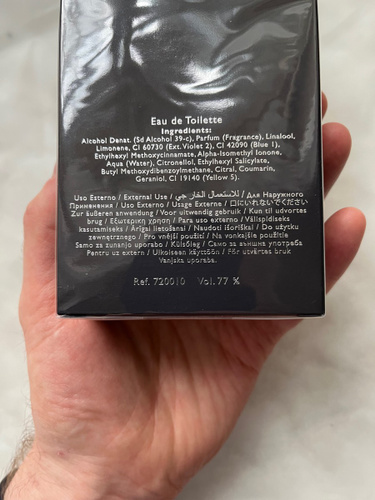 Eau de Toilette
Ingredients:
Alcohol Denat. (Sd Alcohol 39-c), Parfum (Fragrance), Linalool,
Limonene, CI 60730 (Ext. Violet 2), CI 42090 (Blue 1),
Ethylhexyl Methoxycinnamate, Alpha-Isomethyl Ionone,
Aqua (Water), Citronellol, Ethylhexyl Salicylate,
Butyl Methoxydibenzoylmethane, Citral, Coumarin,
Geraniol, CI 19140 (Yellow 5).
Uso Esterno / External Use / للاستعمال الخارجي / Для Наружного
Применения / Uso Externo / Usage Externe / 口にいれないでください
Zur äußeren anwendung / Voor uitwendig gebruik / Kun til udvortes
brug / Εξωτερική χρήση / Para uso externo / Välispidiseks
kasutamiseks / Ārīgai lietošanai / Naudoti išoriškai / Do użytku
zewnętrznego / Pro vnější použití / Na vonkajšie použitie
Samo za zunanjo uporabo / Külsőleg / Само за външна употреба
Pentru uz extern / Ulkoiseen käyttöön / För utvärtes bruk
Vanjska uporaba.
Ref. 720010 Vol. 77 %